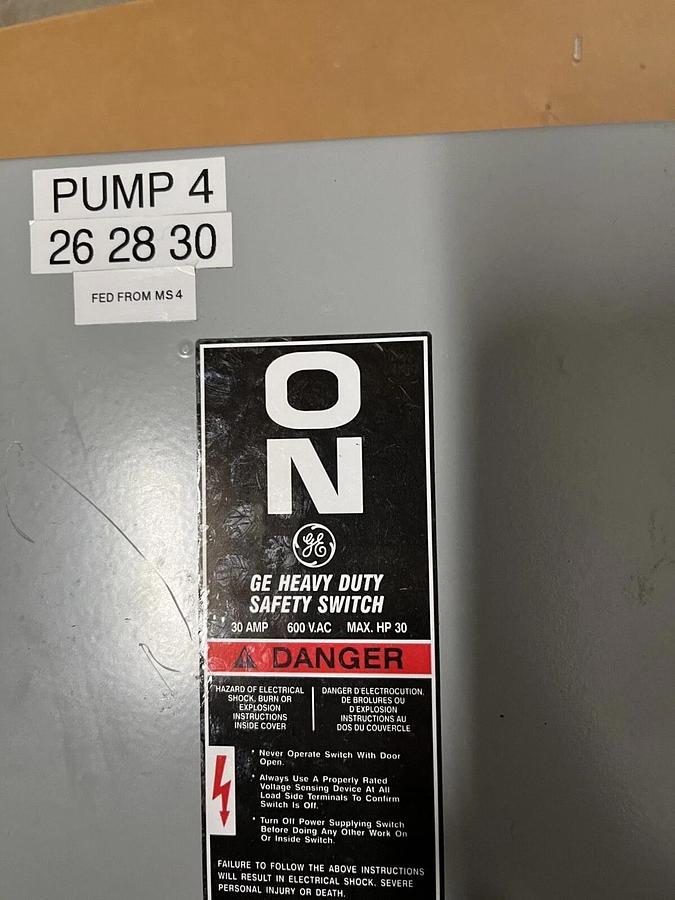 PUMP 4
26 28 30
FED FROM MS 4
ON
GE
GE HEAVY DUTY
SAFETY SWITCH
30 AMP 600 V.AC MAX. HP 30
DANGER
HAZARD OF ELECTRICAL
SHOCK, BURN OR
EXPLOSION
INSTRUCTIONS
INSIDE COVER
DANGER D'ELECTROCUTION,
DE BROLURES OU
D'EXPLOSION
INSTRUCTIONS AU
DOS DU COUVERCLE
• Never Operate Switch With Door
Open.
• Always Use A Properly Rated
Voltage Sensing Device At All
Load Side Terminals To Confirm
Switch Is Off.
• Turn Off Power Supplying Switch
Before Doing Any Other Work On
Or Inside Switch.
FAILURE TO FOLLOW THE ABOVE INSTRUCTIONS
WILL RESULT IN ELECTRICAL SHOCK, SEVERE
PERSONAL INJURY OR DEATH.